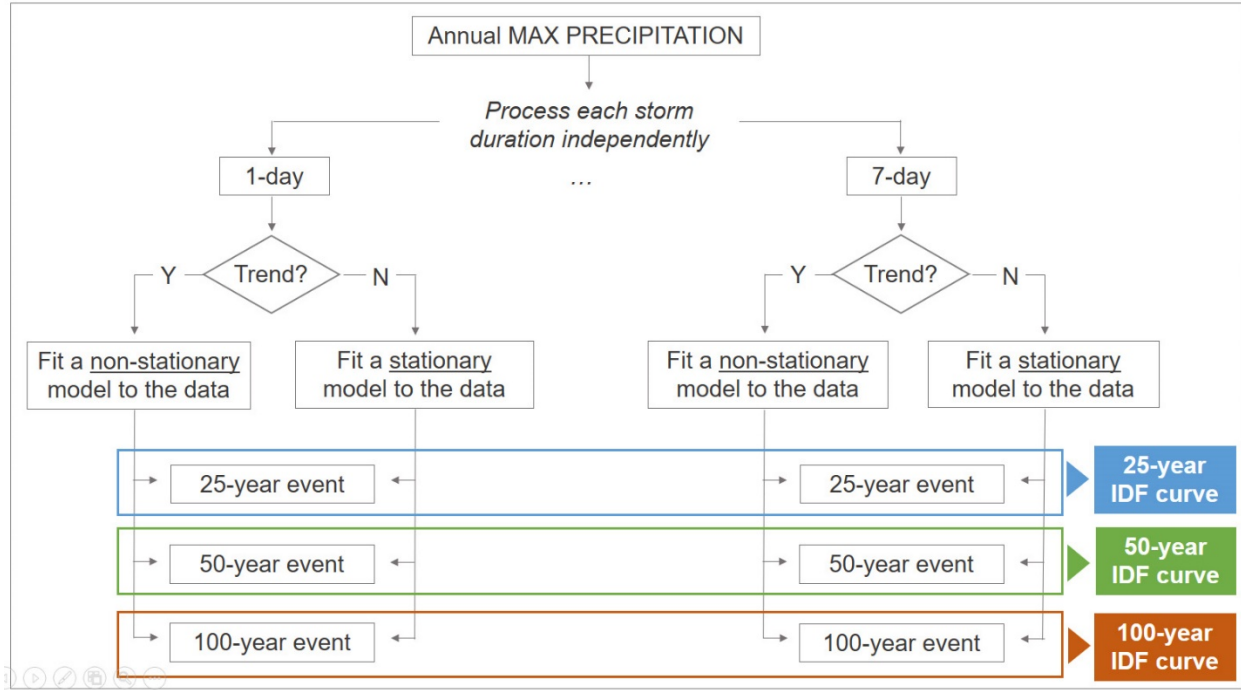 Annual MAX PRECIPITATION
Process each storm
duration independently
1-day
...
7-day
Y
Trend?
N
Y
Trend?
N
Fit a non-stationary
model to the data
Fit a stationary
model to the data
Fit a non-stationary
model to the data
Fit a stationary
model to the data
25-year event
25-year event
25-year
IDF curve
50-year event
50-year event
50-year
IDF curve
100-year event
100-year event
100-year
IDF curve